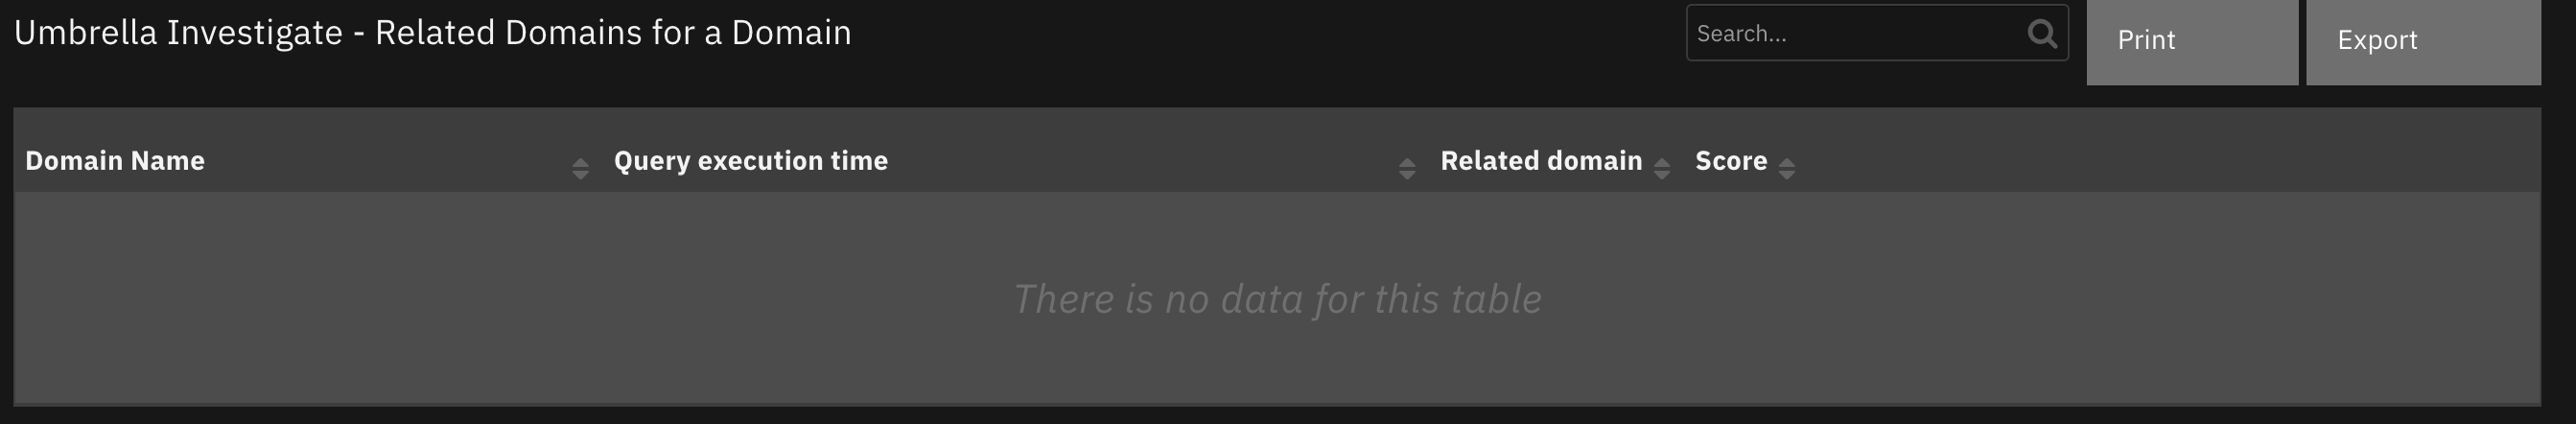 Umbrella Investigate - Related Domains for a Domain
Search...
Print
Export
Domain Name
Query execution time
Related domain
Score
There is no data for this table